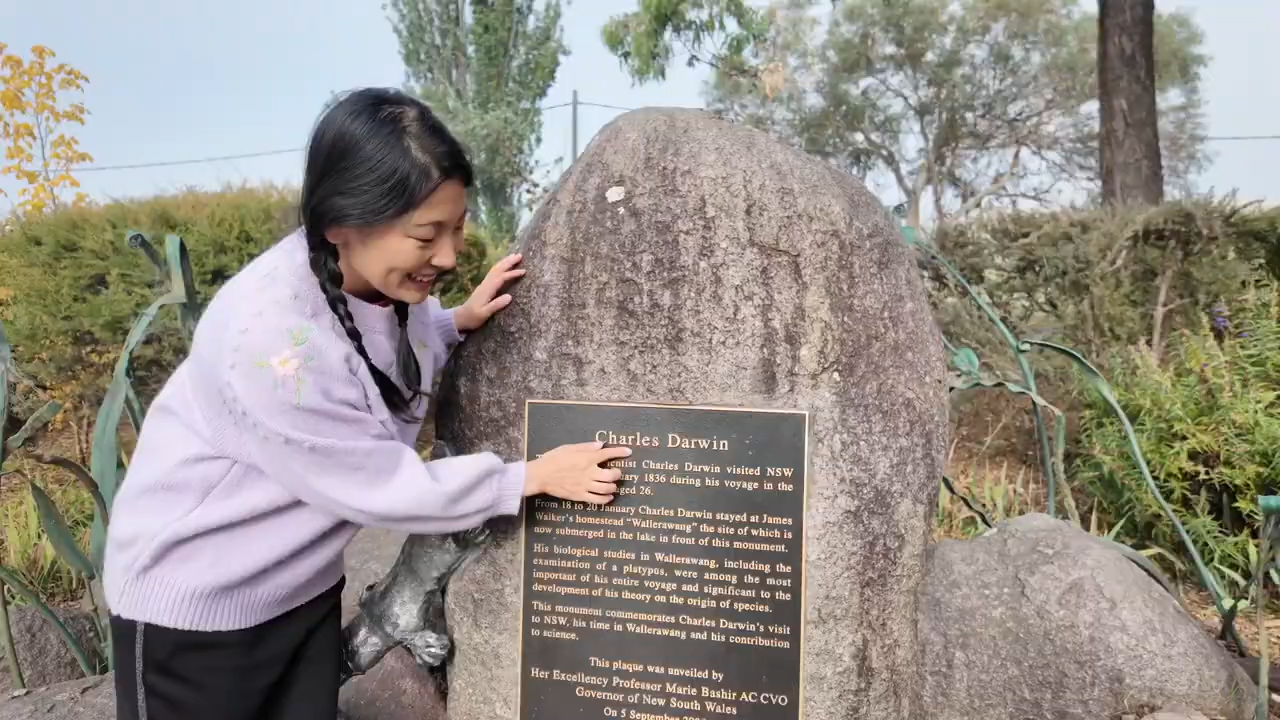 Charles Darwin
entist Charles Darwin visited NSW
uary 1836 during his voyage in the
aged 26.
From 18 to 20 January Charles Darwin stayed at James
Walker's homestead "Wallerawang" the site of which is
now submerged in the lake in front of this monument.
His biological studies in Wallerawang, including the
examination of a platypus, were among the most
important of his entire voyage and significant to the
development of his theory on the origin of species.
This monument commemorates Charles Darwin's visit
to NSW, his time in Wallerawang and his contribution
to science.
This plaque was unveiled by
Her Excellency Professor Marie Bashir AC CVO
Governor of New South Wales
On 5 September